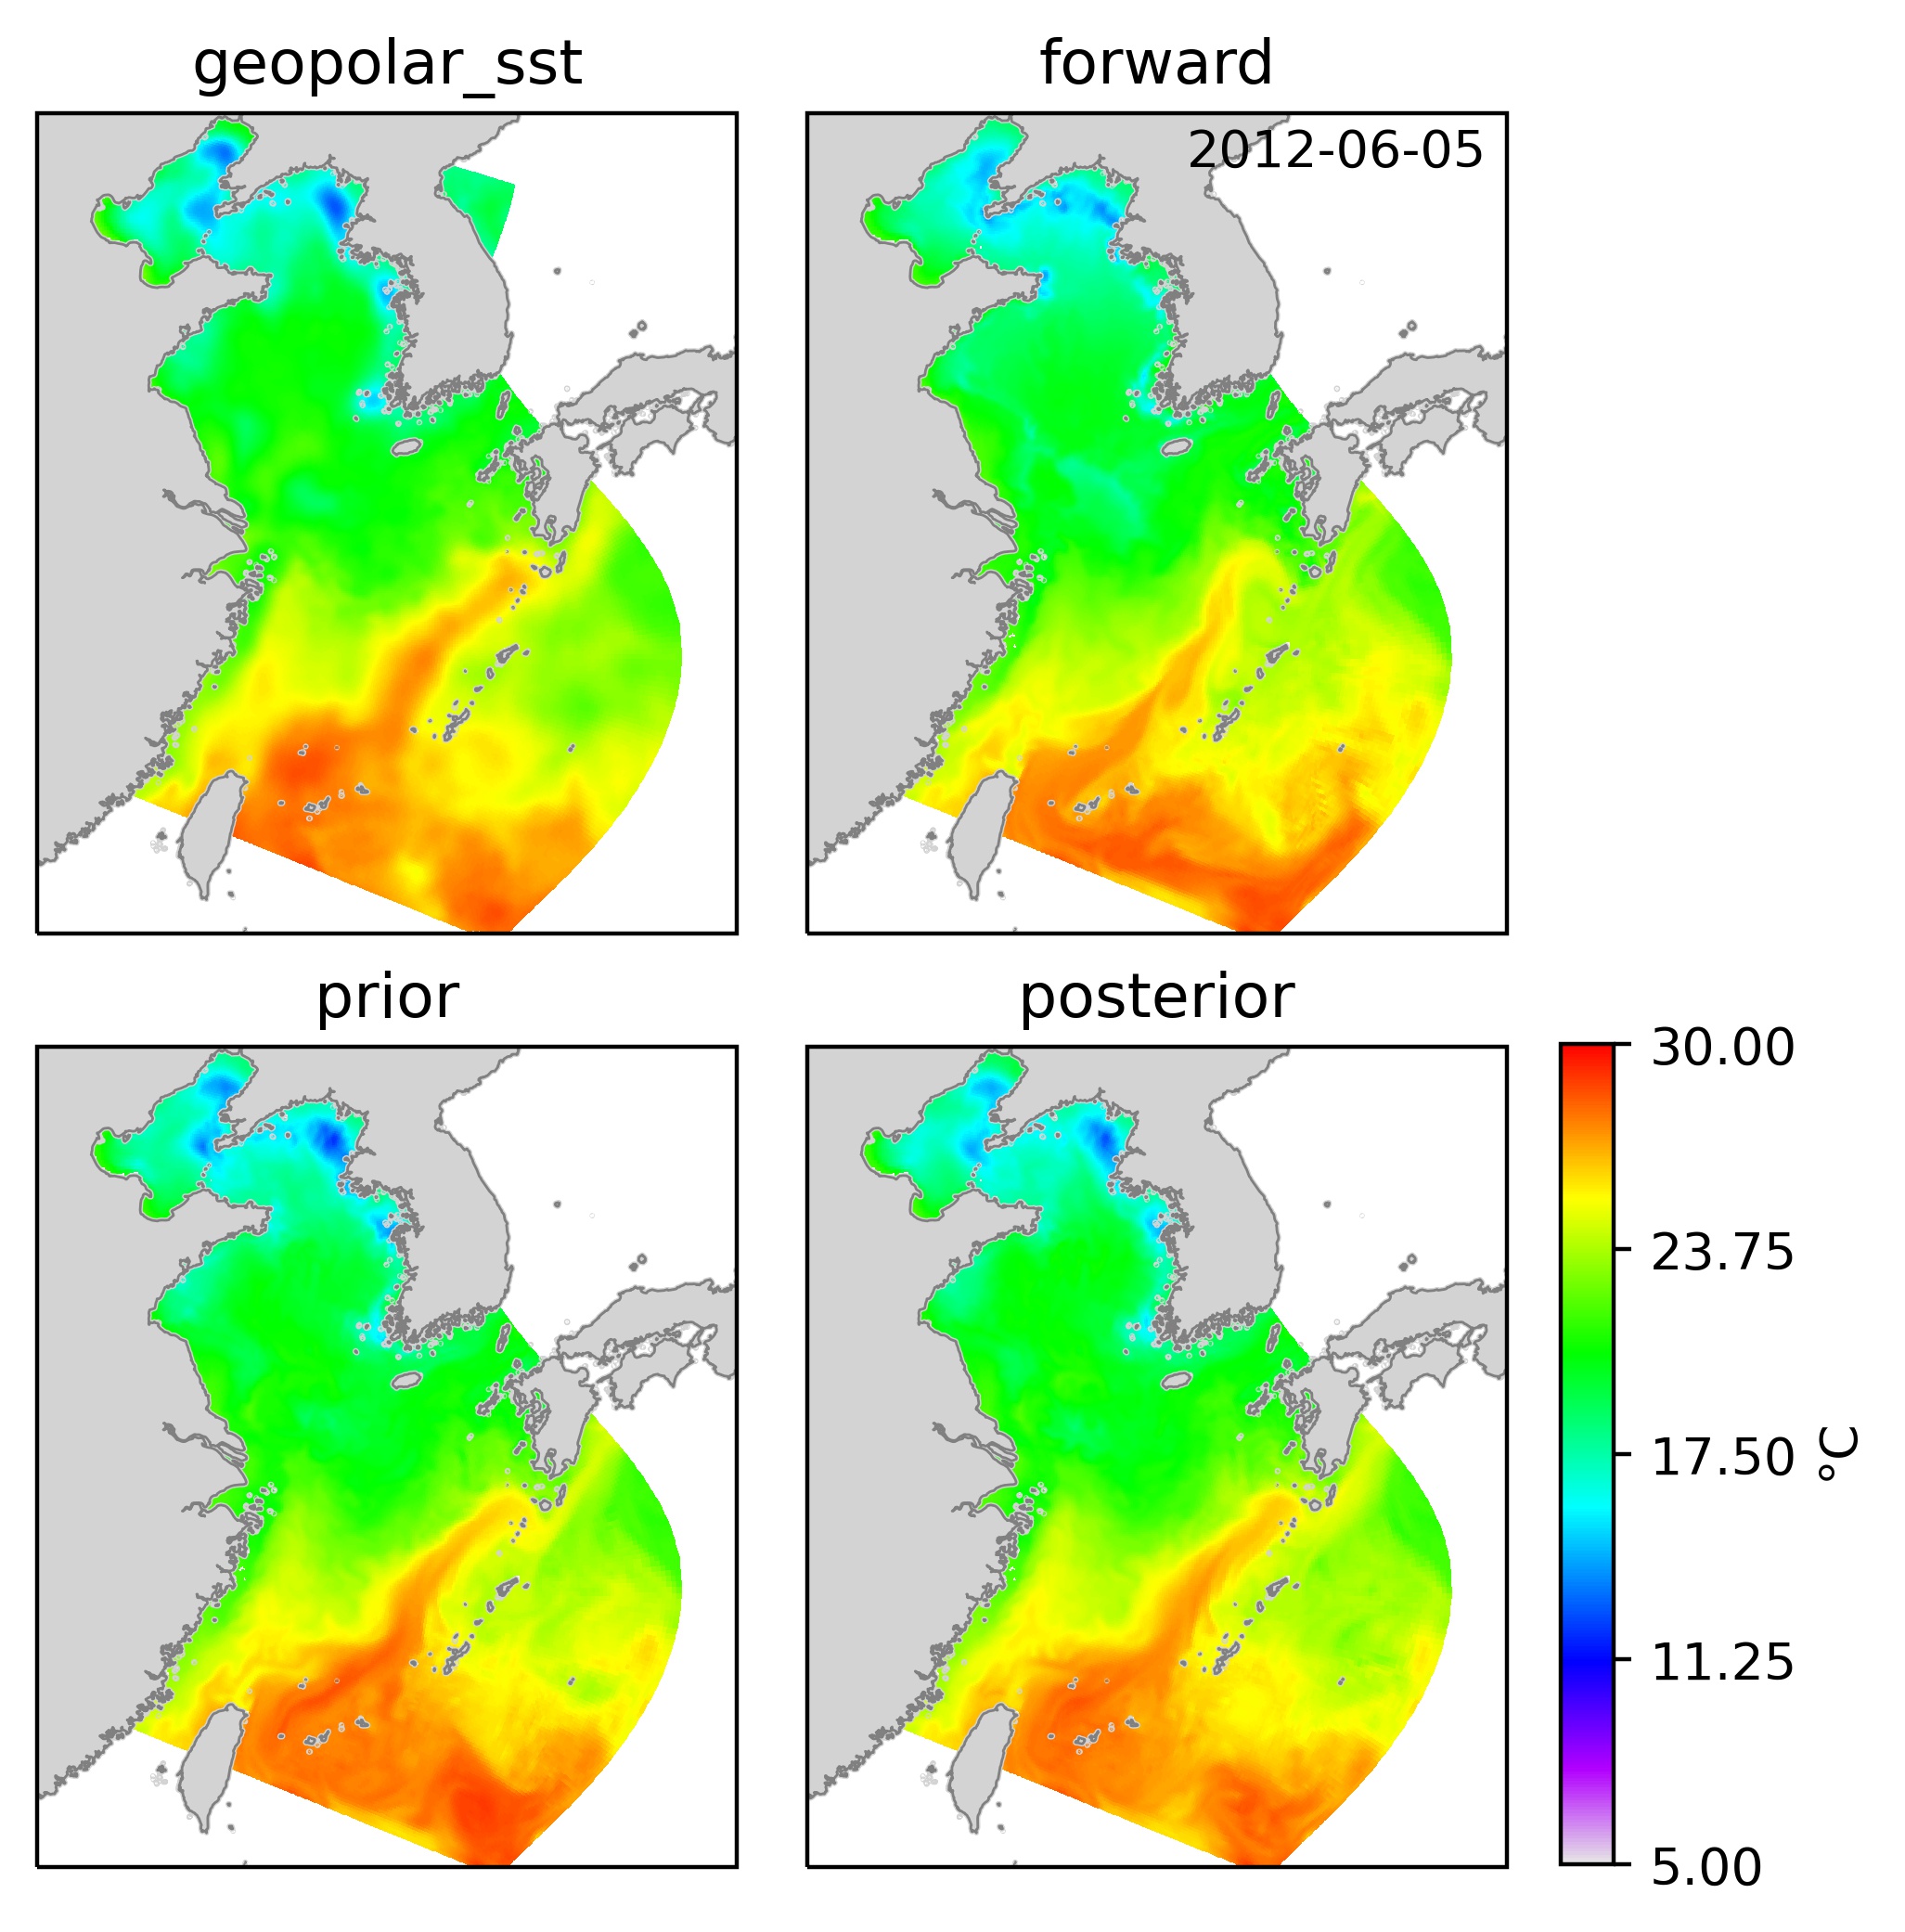 geopolar_sst
forward
2012-06-05
prior
posterior
30.00
23.75
17.50
11.25
5.00
°C